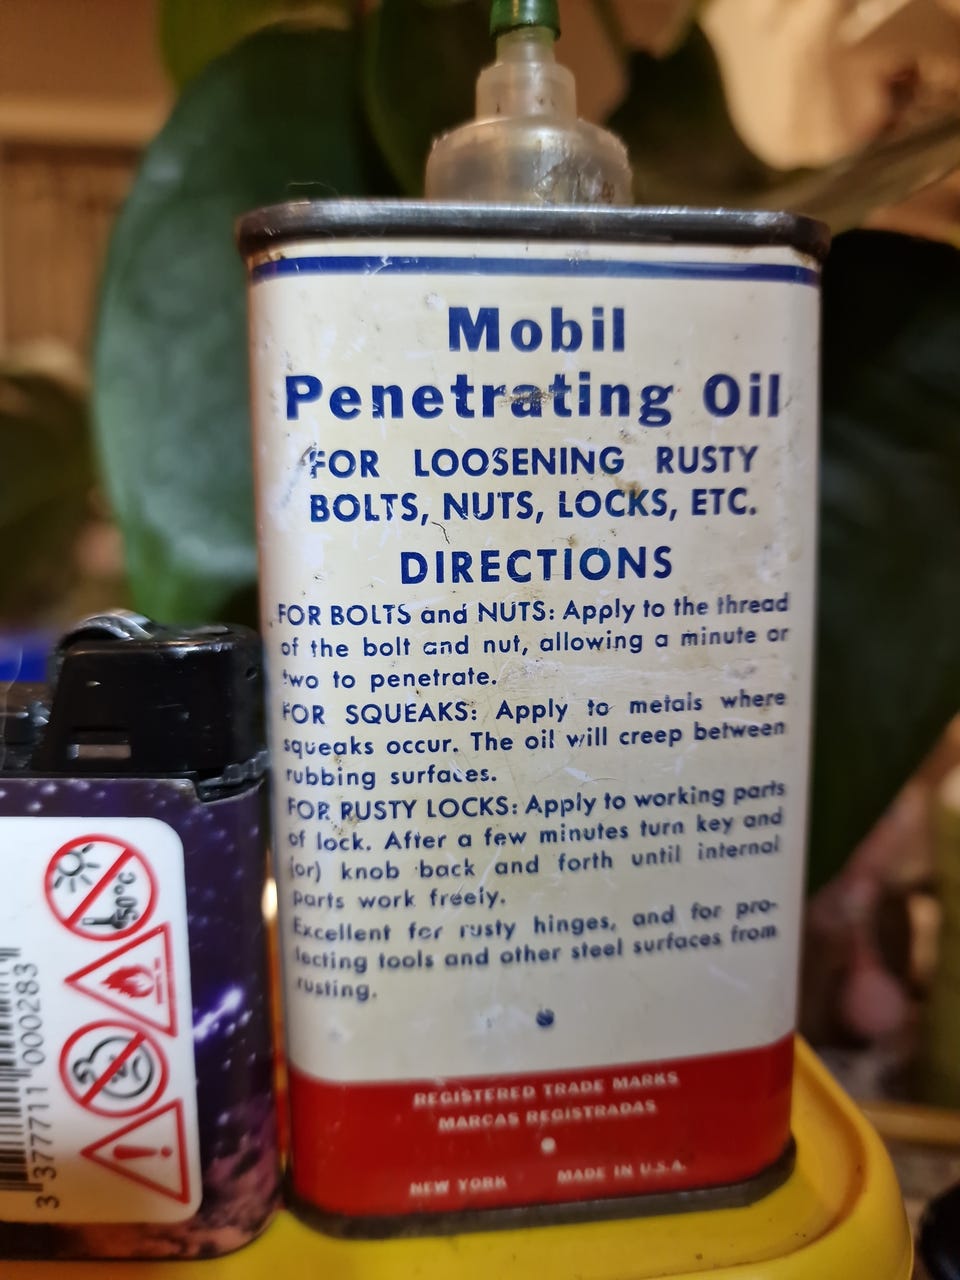 Mobil
Penetrating Oil
FOR LOOSENING RUSTY
BOLTS, NUTS, LOCKS, ETC.
DIRECTIONS
FOR BOLTS and NUTS: Apply to the thread
of the bolt and nut, allowing a minute or
two to penetrate.
FOR SQUEAKS: Apply to metals where
squeaks occur. The oil will creep between
rubbing surfaces.
FOR RUSTY LOCKS: Apply to working parts
of lock. After a few minutes turn key and
(or) knob back and forth until internal
parts work freely.
Excellent for rusty hinges, and for pro-
tecting tools and other steel surfaces from
rusting.
REGISTERED TRADE MARKS
MARCAS REGISTRADAS
NEW YORK MADE IN U.S.A.
50°C
3 377711 000283